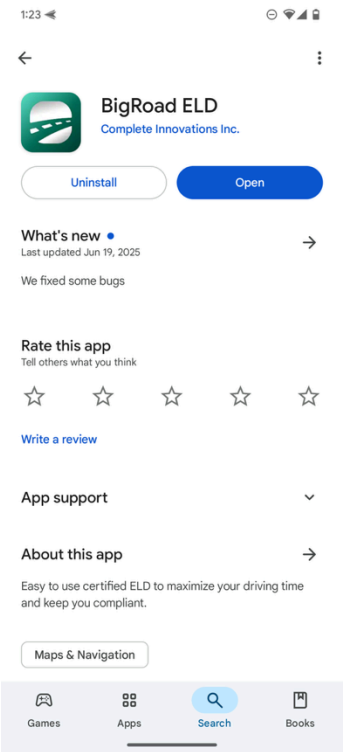 1:23
BigRoad ELD
Complete Innovations Inc.
Uninstall
Open
What's new
Last updated Jun 19, 2025
We fixed some bugs
Rate this app
Tell others what you think
Write a review
App support
About this app
Easy to use certified ELD to maximize your driving time
and keep you compliant.
Maps & Navigation
Games
Apps
Search
Books